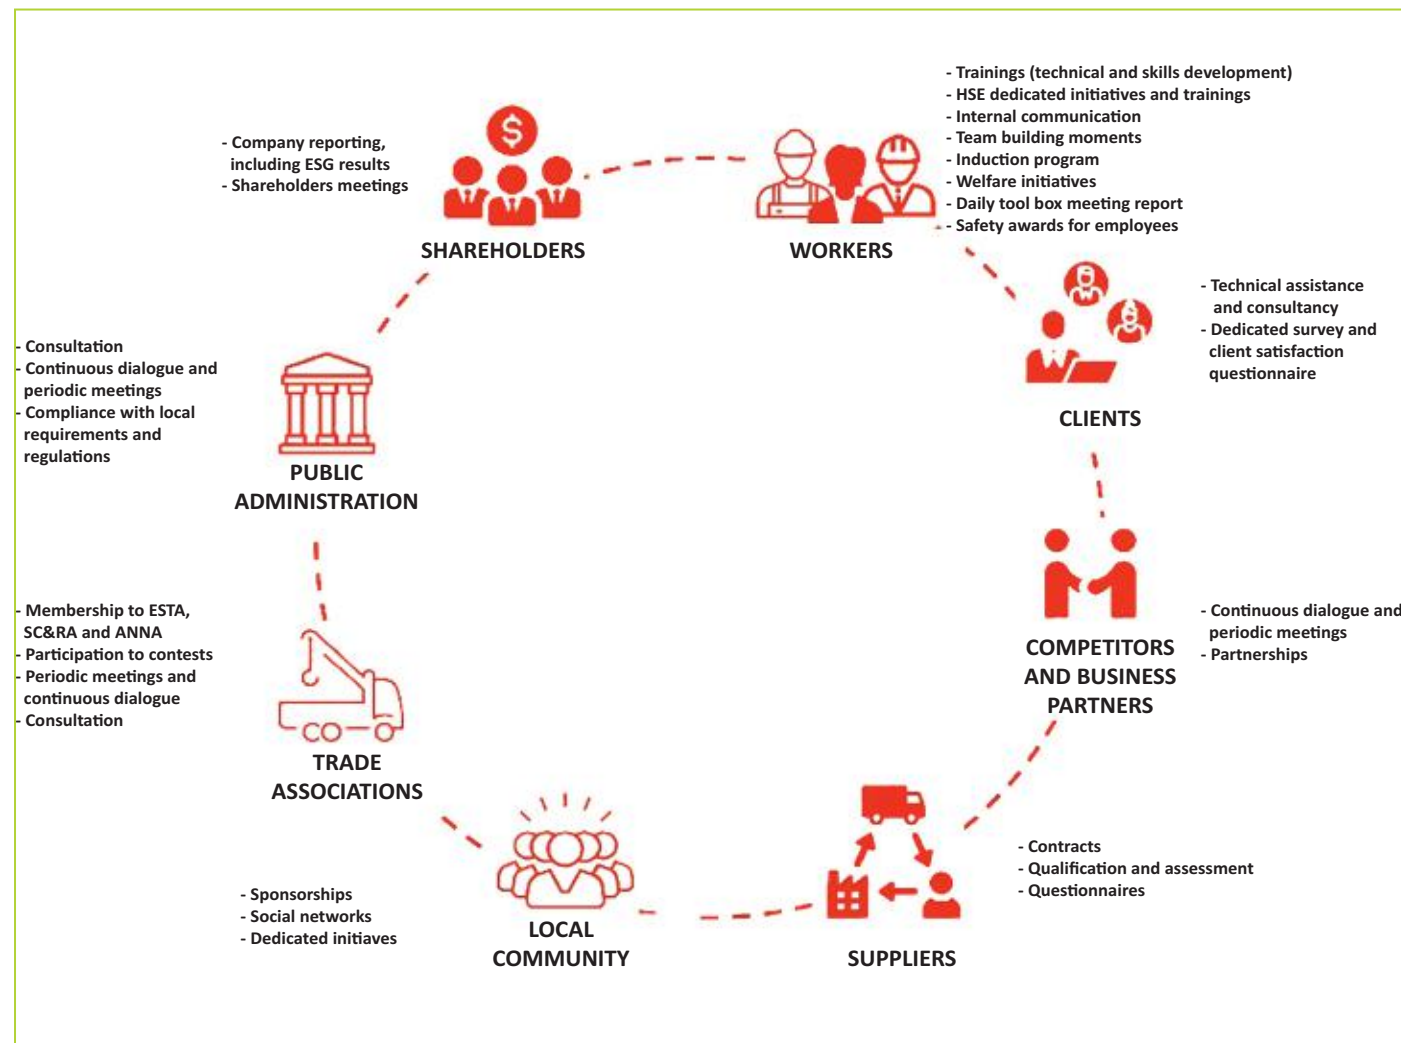 - Company reporting,
including ESG results
- Shareholders meetings
SHAREHOLDERS
- Trainings (technical and skills development)
- HSE dedicated initiatives and trainings
- Internal communication
- Team building moments
- Induction program
- Welfare initiatives
- Daily tool box meeting report
- Safety awards for employees
WORKERS
- Technical assistance
and consultancy
- Dedicated survey and
client satisfaction
questionnaire
CLIENTS
- Continuous dialogue and
periodic meetings
- Partnerships
COMPETITORS
AND BUSINESS
PARTNERS
- Contracts
- Qualification and assessment
- Questionnaires
SUPPLIERS
- Sponsorships
- Social networks
- Dedicated initiaves
LOCAL
COMMUNITY
- Membership to ESTA,
SC&RA and ANNA
- Participation to contests
- Periodic meetings and
continuous dialogue
- Consultation
TRADE
ASSOCIATIONS
- Consultation
- Continuous dialogue and
periodic meetings
- Compliance with local
requirements and
regulations
PUBLIC
ADMINISTRATION
$